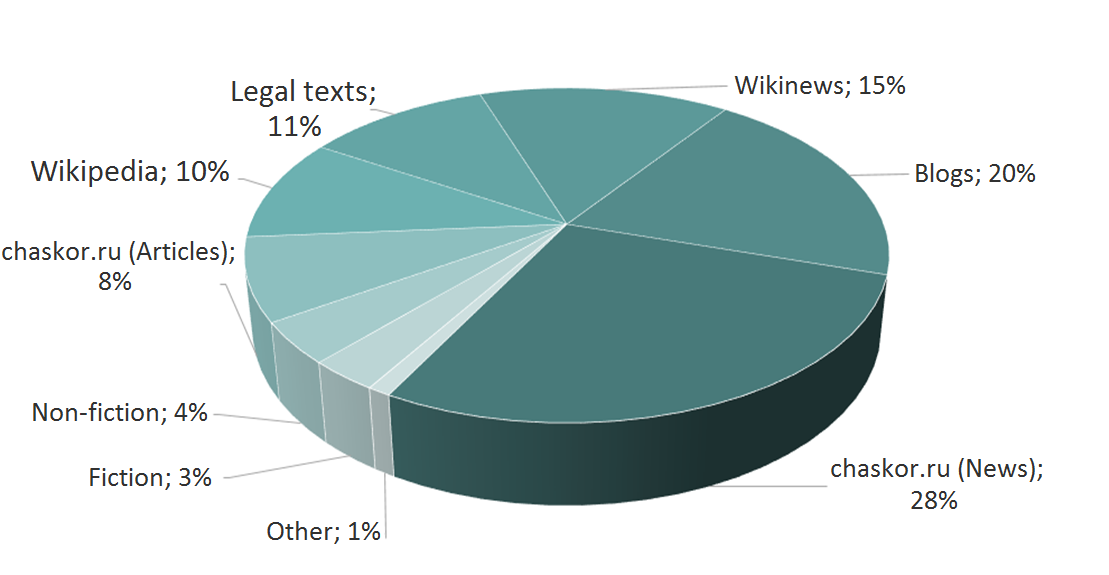 Legal texts;
11%
Wikinews; 15%
Wikipedia; 10%
Blogs; 20%
chaskor.ru (Articles);
8%
Non-fiction; 4%
Fiction; 3%
Other; 1%
chaskor.ru (News);
28%